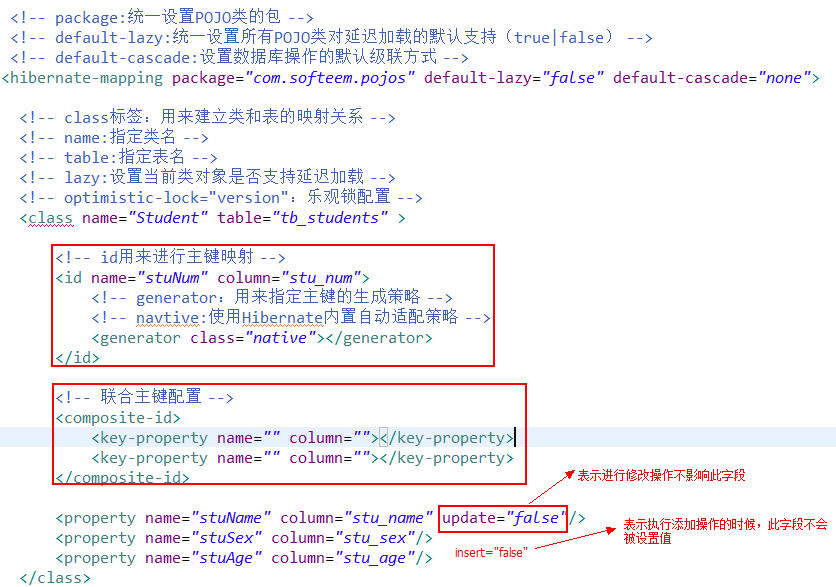 <!-- package:统一设置POJO类的包 -->
<!-- default-lazy:统一设置所有POJO类对延迟加载的默认支持（true|false） -->
<!-- default-cascade:设置数据库操作的默认级联方式 -->
<hibernate-mapping package="com.softeem.pojos" default-lazy="false" default-cascade="none">
<!-- class标签：用来建立类和表的映射关系 -->
<!-- name:指定类名 -->
<!-- table:指定表名 -->
<!-- lazy:设置当前类对象是否支持延迟加载 -->
<!-- optimistic-lock="version"：乐观锁配置 -->
<class name="Student" table="tb_students" >
<!-- id用来进行主键映射 -->
<id name="stuNum" column="stu_num">
<!-- generator：用来指定主键的生成策略 -->
<!-- navtive:使用Hibernate内置自动适配策略 -->
<generator class="native"></generator>
</id>
<!-- 联合主键配置 -->
<composite-id>
<key-property name="" column=""></key-property>
<key-property name="" column=""></key-property>
</composite-id>
表示进行修改操作不影响此字段
<property name="stuName" column="stu_name" update="false"/>
<property name="stuSex" column="stu_sex"/>
表示执行添加操作的时候，此字段不会
被设置值
<property name="stuAge" column="stu_age"/>
insert="false"
</class>